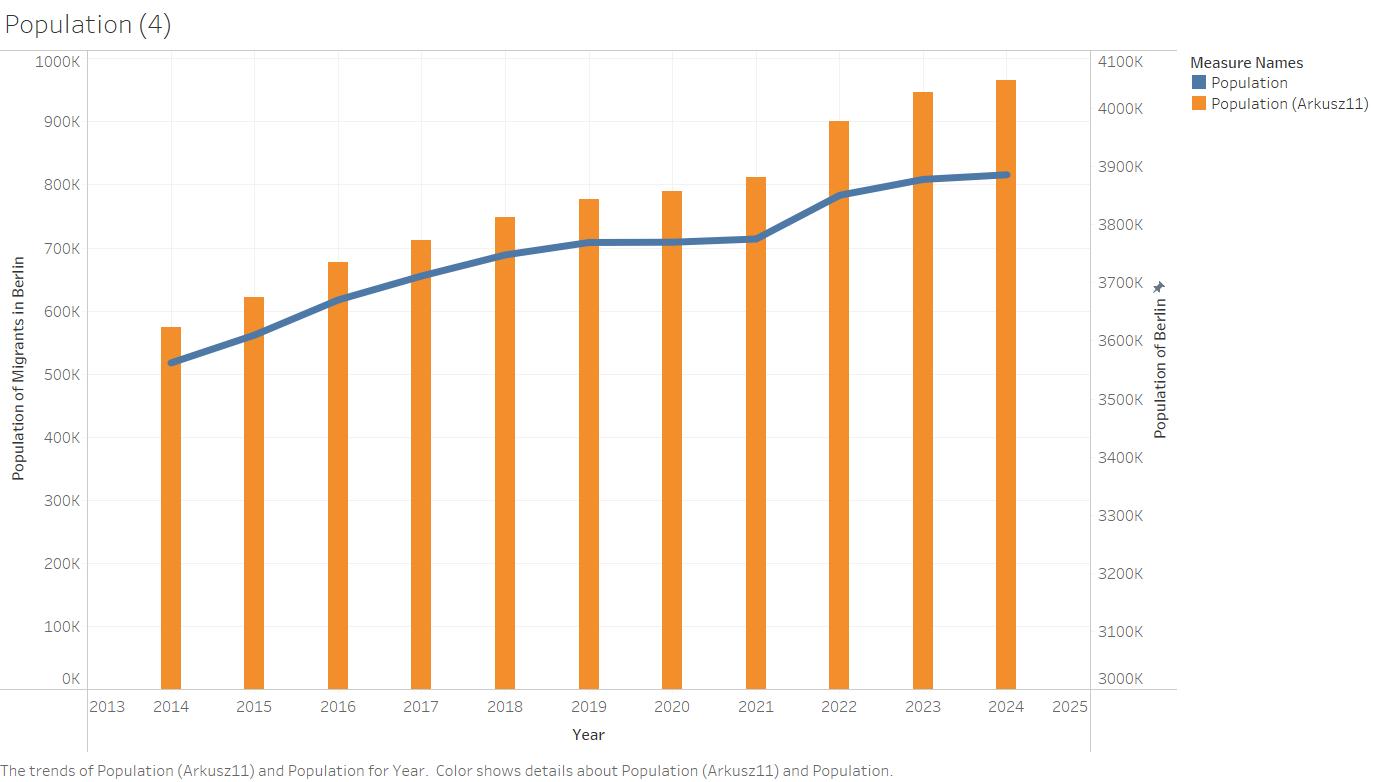 Population (4)
1000K
900K
800K
700K
600K
500K
400K
300K
200K
100K
0K
Population of Migrants in Berlin
4100K
4000K
3900K
3800K
3700K
3600K
3500K
3400K
3300K
3200K
3100K
3000K
Population of Berlin
Measure Names
Population
Population (Arkusz11)
2013 2014 2015 2016 2017 2018 2019 2020 2021 2022 2023 2024 2025
Year
The trends of Population (Arkusz11) and Population for Year. Color shows details about Population (Arkusz11) and Population.